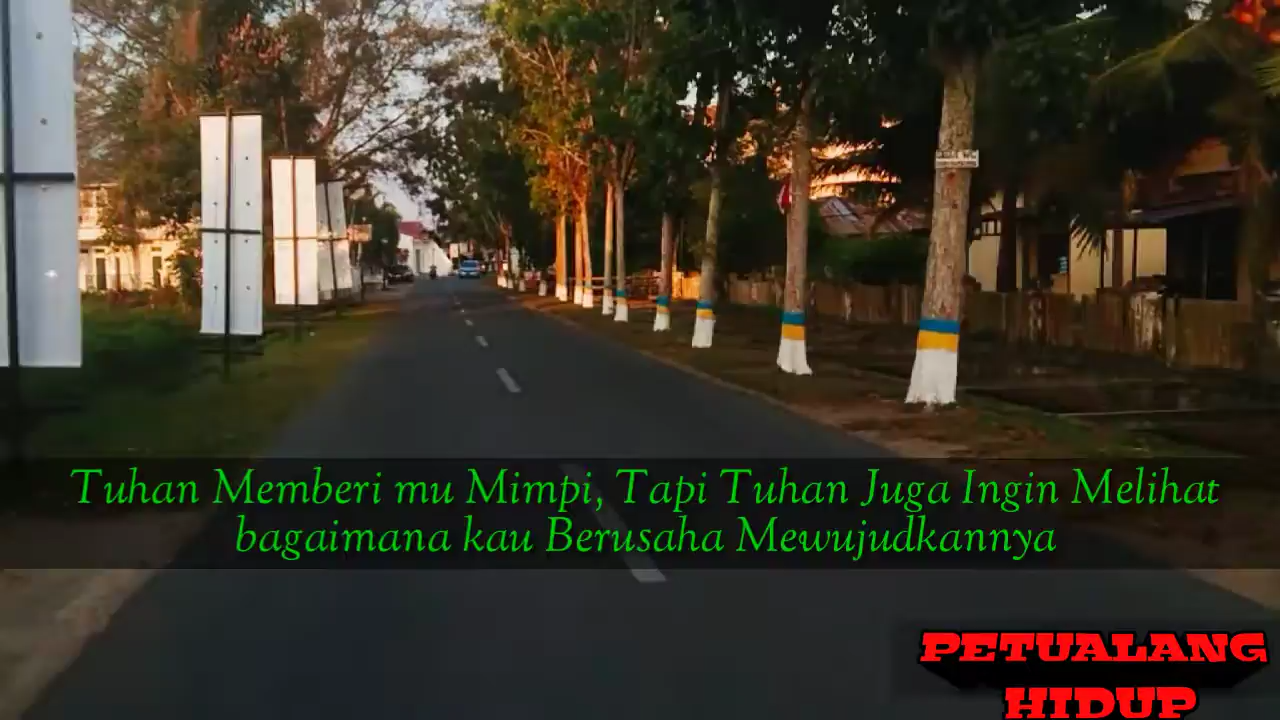 Tuhan Memberi mu Mimpi, Tapi Tuhan Juga Ingin Melihat
bagaimana kau Berusaha Mewujudkannya
PETUALANG
HIDUP